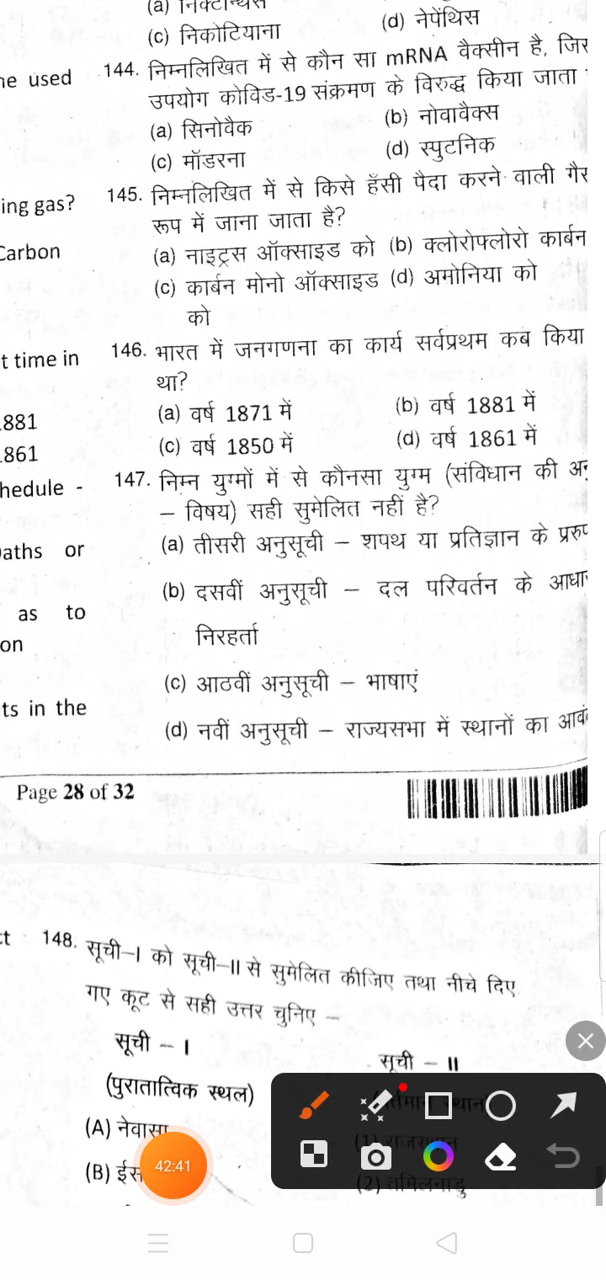 (c) निकोटियाना
(d) नेपेंथिस
ne used
144. निम्नलिखित में से कौन सा mRNA वैक्सीन है,
उपयोग कोविड-19 संक्रमण के विरुद्ध किया जाता
(a) सिनोवैक
(b) नोवावैक्स
(c) मॉडरना
(d) स्पुटनिक
ing gas?
145. निम्नलिखित में से किसे हँसी पैदा करने वाली
रूप में जाना जाता है?
Carbon
(a) नाइट्रस ऑक्साइड को (b) क्लोरोफ्लोरो कार्बन
(c) कार्बन मोनो ऑक्साइड (d) अमोनिया को
को
t time in
146. भारत में जनगणना का कार्य सर्वप्रथम कब किया
था?
881
(a) वर्ष 1871 में
(b) वर्ष 1881 में
861
(c) वर्ष 1850 में
(d) वर्ष 1861 में
hedule -
147. निम्न युग्मों में से कौनसा युग्म (संविधान की
– विषय) सही सुमेलित नहीं है?
aths or
(a) तीसरी अनुसूची – शपथ या प्रतिज्ञान के
as to
(b) दसवीं अनुसूची – दल परिवर्तन के
on
निरहर्ता
(c) आठवीं अनुसूची – भाषाएं
ts in the
(d) नवीं अनुसूची – राज्यसभा में स्थानों का
Page 28 of 32
148. सूची–I को सूची–II से सुमेलित कीजिए तथा नीचे दिए
गए कूट से सही उत्तर चुनिए –
सूची – I
सूची – II
(पुरातात्विक स्थल)
(A) नेवासा
(B)
(2) तमिलनाडु
42:41